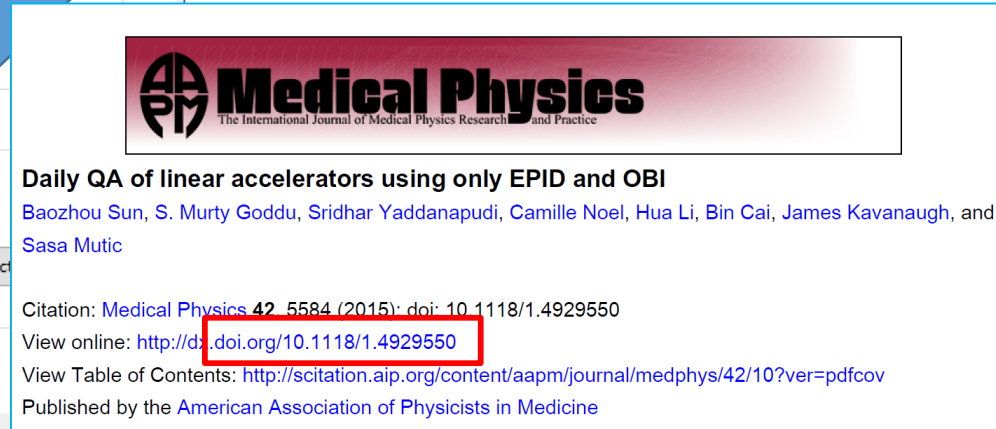 AAPM
Medical Physics
The International Journal of Medical Physics Research and Practice
Daily QA of linear accelerators using only EPID and OBI
Baozhou Sun, S. Murty Goddu, Sridhar Yaddanapudi, Camille Noel, Hua Li, Bin Cai, James Kavanaugh, and
Sasa Mutic
Citation: Medical Physics 42, 5584 (2015); doi: 10.1118/1.4929550
View online: http://dx.doi.org/10.1118/1.4929550
View Table of Contents: http://scitation.aip.org/content/aapm/journal/medphys/42/10?ver=pdfcov
Published by the American Association of Physicists in Medicine